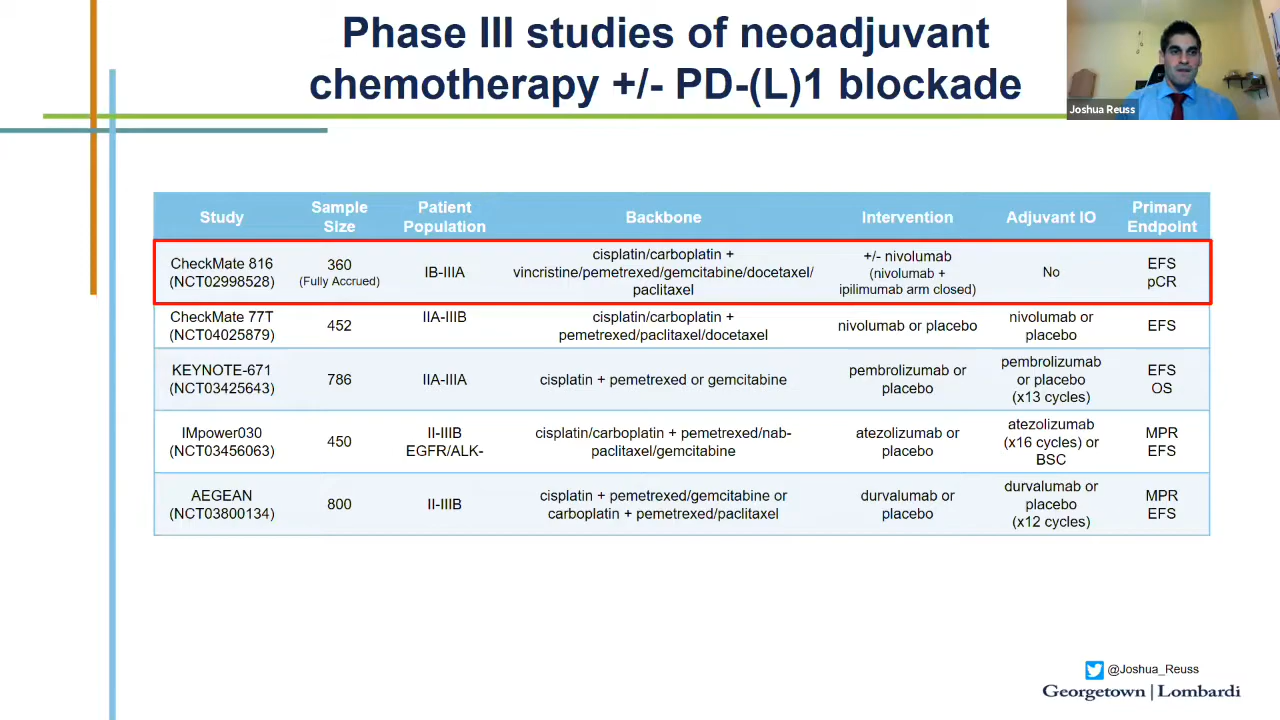 Phase III studies of neoadjuvant
chemotherapy +/- PD-(L)1 blockade
Joshua Reuss
Study
Sample
Size
Patient
Population
Backbone
Intervention
Adjuvant IO
Primary
Endpoint
CheckMate 816
(NCT02998528)
360
(Fully Accrued)
IB-IIIA
cisplatin/carboplatin +
vincristine/pemetrexed/gemcitabine/docetaxel/
paclitaxel
+/- nivolumab
(nivolumab +
ipilimumab arm closed)
No
EFS
pCR
CheckMate 77T
(NCT04025879)
452
IIA-IIIB
cisplatin/carboplatin +
pemetrexed/paclitaxel/docetaxel
nivolumab or placebo
nivolumab or
placebo
EFS
KEYNOTE-671
(NCT03425643)
786
IIA-IIIA
cisplatin + pemetrexed or gemcitabine
pembrolizumab or
placebo
pembrolizumab
or placebo
(x13 cycles)
EFS
OS
IMpower030
(NCT03456063)
450
II-IIIB
EGFR/ALK-
cisplatin/carboplatin + pemetrexed/nab-
paclitaxel/gemcitabine
atezolizumab or
placebo
atezolizumab
(x16 cycles) or
BSC
MPR
EFS
AEGEAN
(NCT03800134)
800
II-IIIB
cisplatin + pemetrexed/gemcitabine or
carboplatin + pemetrexed/paclitaxel
durvalumab or
placebo
durvalumab or
placebo
(x12 cycles)
MPR
EFS
@Joshua_Reuss
Georgetown | Lombardi